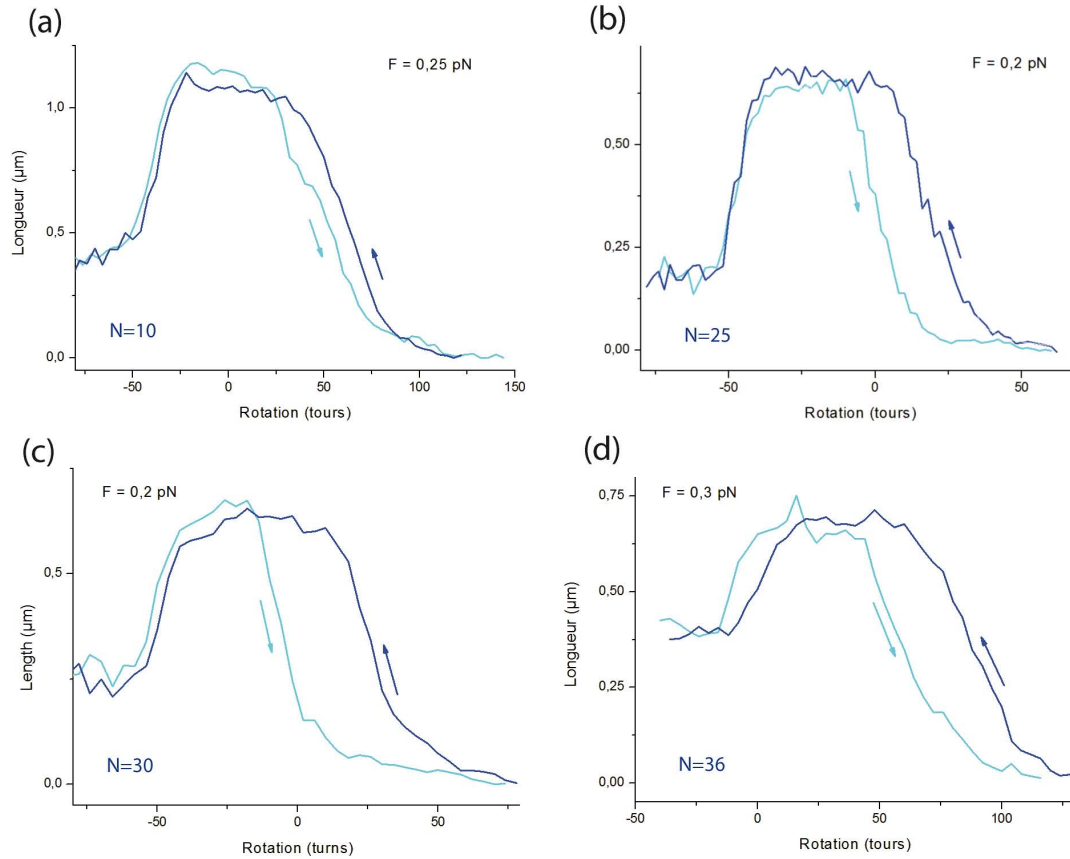 (a)
F = 0,25 pN
1,0
0,5
0,0
Longueur (µm)
N=10
-50
0
50
100
150
Rotation (tours)
(b)
F = 0,2 pN
0,50
0,25
0,00
Longueur (µm)
N=25
-50
0
50
Rotation (tours)
(c)
F = 0,2 pN
0,5
0,0
Length (µm)
N=30
-50
0
50
Rotation (turns)
(d)
F = 0,3 pN
0,75
0,50
0,25
0,00
Longueur (µm)
N=36
-50
0
50
100
Rotation (tours)